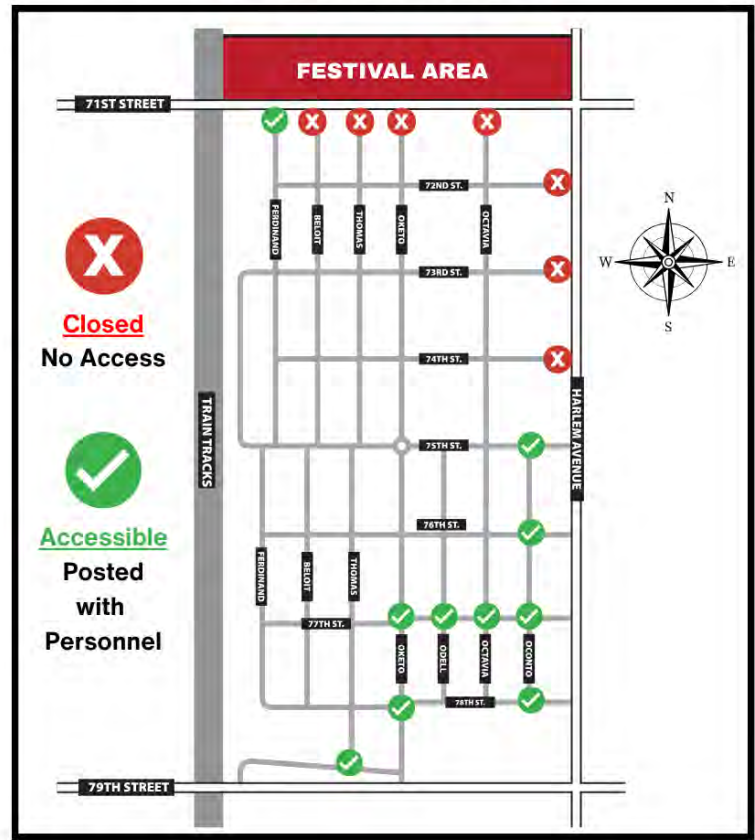 FESTIVAL AREA
71ST STREET
72ND ST.
FERDINAND
BELOIT
THOMAS
OKETO
OCTAVIA
N
W
E
S
X
Closed
No Access
73RD ST.
74TH ST.
TRAIN TRACKS
HARLEM AVENUE
75TH ST.
76TH ST.
Accessible
Posted
with
Personnel
FERDINAND
BELOIT
THOMAS
77TH ST.
OKETO
ODELL
OCTAVIA
OCONTO
78TH ST.
79TH STREET